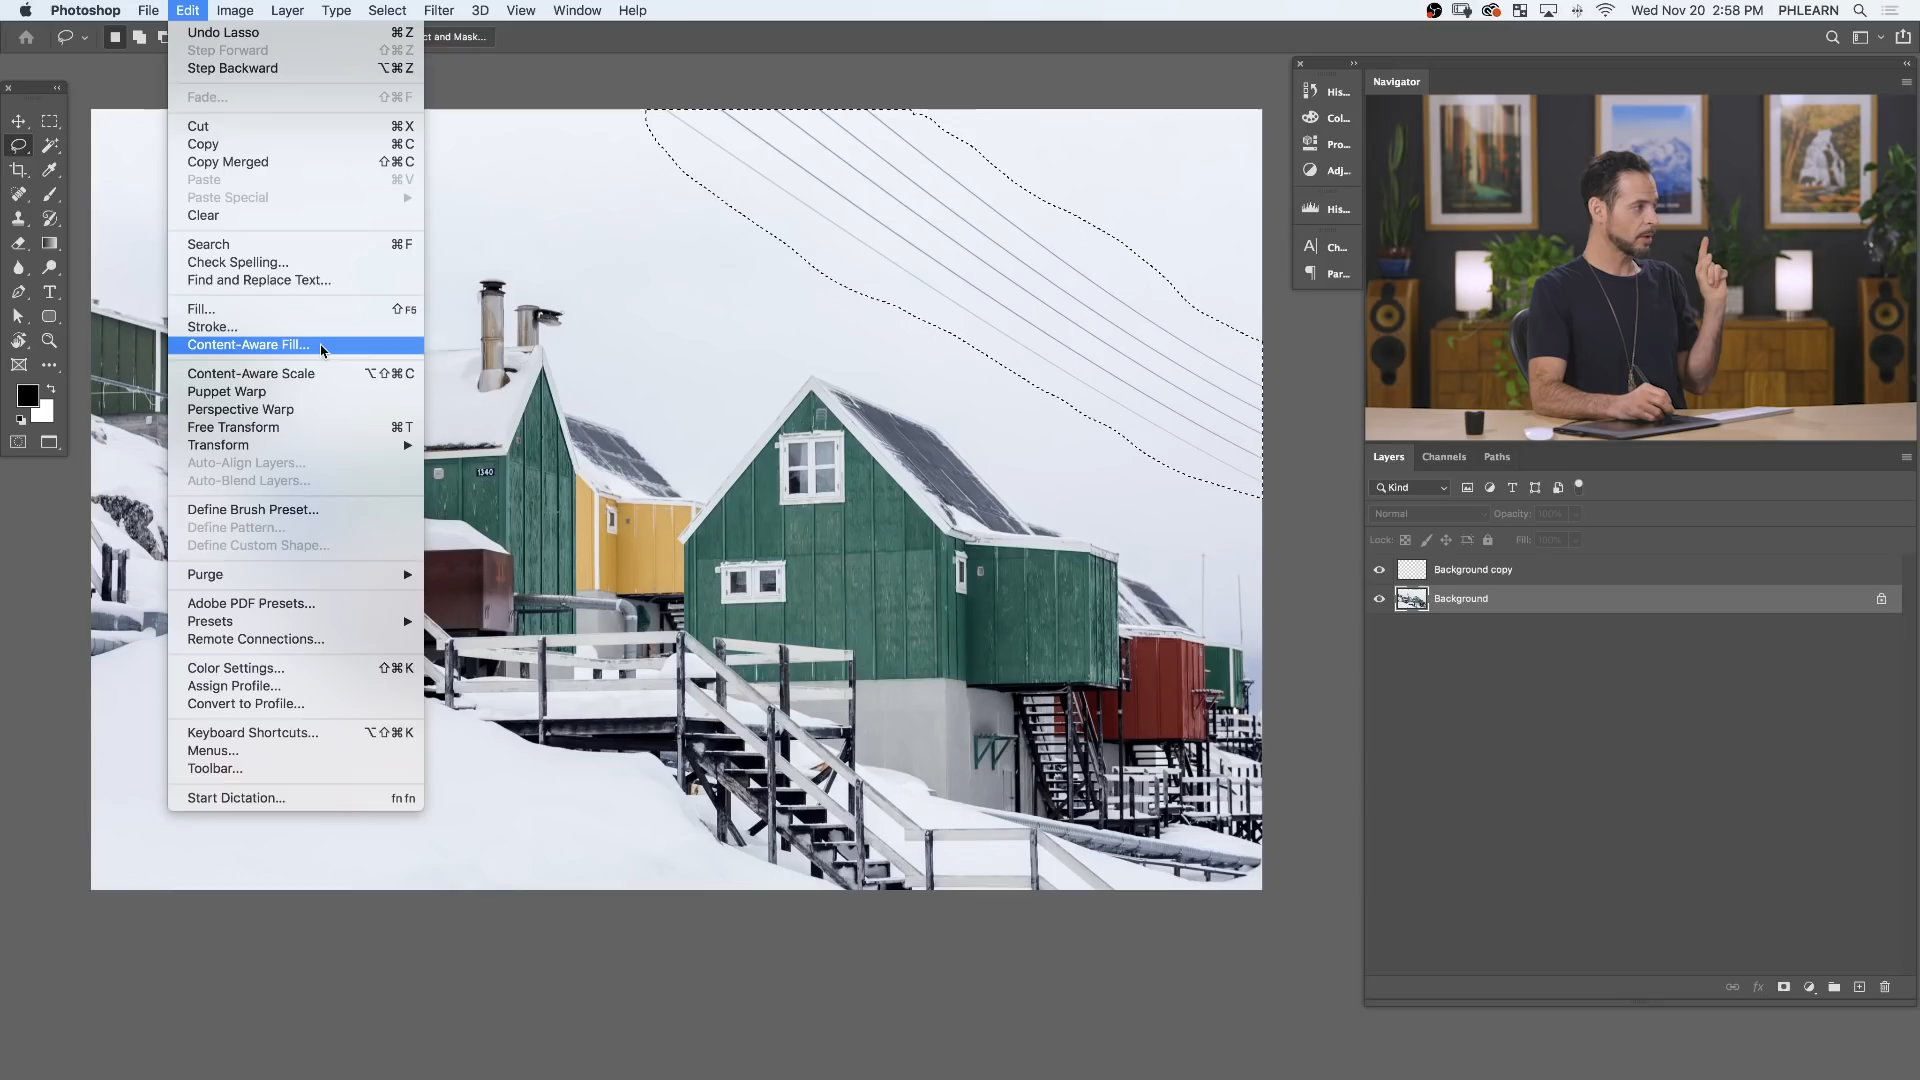 Photoshop File Edit Image Layer Type Select Filter 3D View Window Help Wed Nov 20 2:58 PM PHLEARN
ct and Mask...
Undo Lasso ⌘Z
Step Forward ⇧⌘Z
Step Backward ⌥⌘Z
Fade... ⇧⌘F
Cut ⌘X
Copy ⌘C
Copy Merged ⇧⌘C
Paste ⌘V
Paste Special
Clear
Search ⌘F
Check Spelling...
Find and Replace Text...
Fill... ⇧F5
Stroke...
Content-Aware Fill...
Content-Aware Scale ⌥⇧⌘C
Puppet Warp
Perspective Warp
Free Transform ⌘T
Transform
Auto-Align Layers...
Auto-Blend Layers...
Define Brush Preset...
Define Pattern...
Define Custom Shape...
Purge
Adobe PDF Presets...
Presets
Remote Connections...
Color Settings... ⇧⌘K
Assign Profile...
Convert to Profile...
Keyboard Shortcuts... ⌥⇧⌘K
Menus...
Toolbar...
Start Dictation... fn fn
1340
His...
Col...
Pro...
Adj...
His...
Ch...
Par...
Navigator
Layers Channels Paths
Kind
Normal Opacity: 100%
Lock: Fill: 100%
Background copy
Background
fx